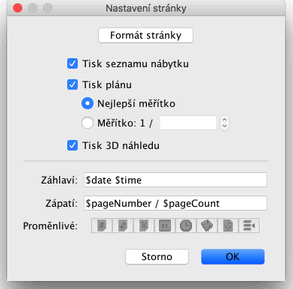 Nastavení stránky
Formát stránky
Tisk seznamu nábytku
Tisk plánu
Nejlepší měřítko
Měřítko: 1 /
Tisk 3D náhledu
Záhlaví: $date $time
Zápatí: $pageNumber / $pageCount
Proměnlivé:
Storno OK